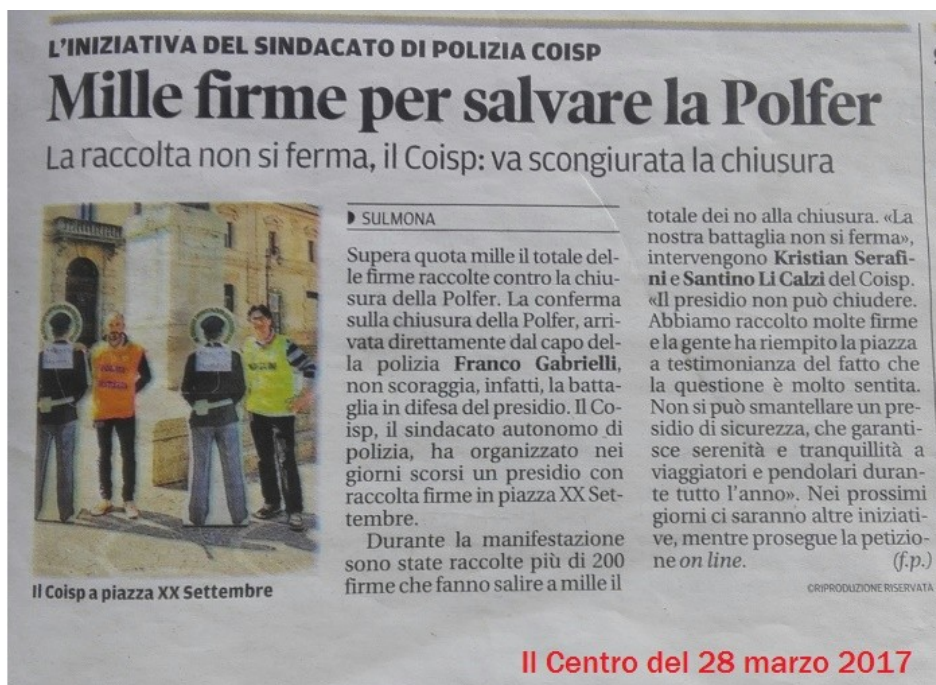 L'INIZIATIVA DEL SINDACATO DI POLIZIA COISP
Mille firme per salvare la Polfer
La raccolta non si ferma, il Coisp: va scongiurata la chiusura
Il Coisp a piazza XX Settembre
SULMONA
Supera quota mille il totale del-
le firme raccolte contro la chiu-
sura della Polfer. La conferma
sulla chiusura della Polfer, arri-
vata direttamente dal capo del-
la polizia Franco Gabrielli,
non scoraggia, infatti, la batta-
glia in difesa del presidio. Il Co-
isp, il sindacato autonomo di
polizia, ha organizzato nei
giorni scorsi un presidio con
raccolta firme in piazza XX Set-
tembre.
Durante la manifestazione
sono state raccolte più di 200
firme che fanno salire a mille il
totale dei no alla chiusura. «La
nostra battaglia non si ferma»,
intervengono Kristian Serafi-
ni e Santino Li Calzi del Coisp.
«Il presidio non può chiudere.
Abbiamo raccolto molte firme
e la gente ha riempito la piazza
a testimonianza del fatto che
la questione è molto sentita.
Non si può smantellare un pre-
sidio di sicurezza, che garanti-
sce serenità e tranquillità a
viaggiatori e pendolari duran-
te tutto l'anno». Nei prossimi
giorni ci saranno altre iniziati-
ve, mentre prosegue la petizio-
ne on line. (f.p.)
©RIPRODUZIONE RISERVATA
Il Centro del 28 marzo 2017